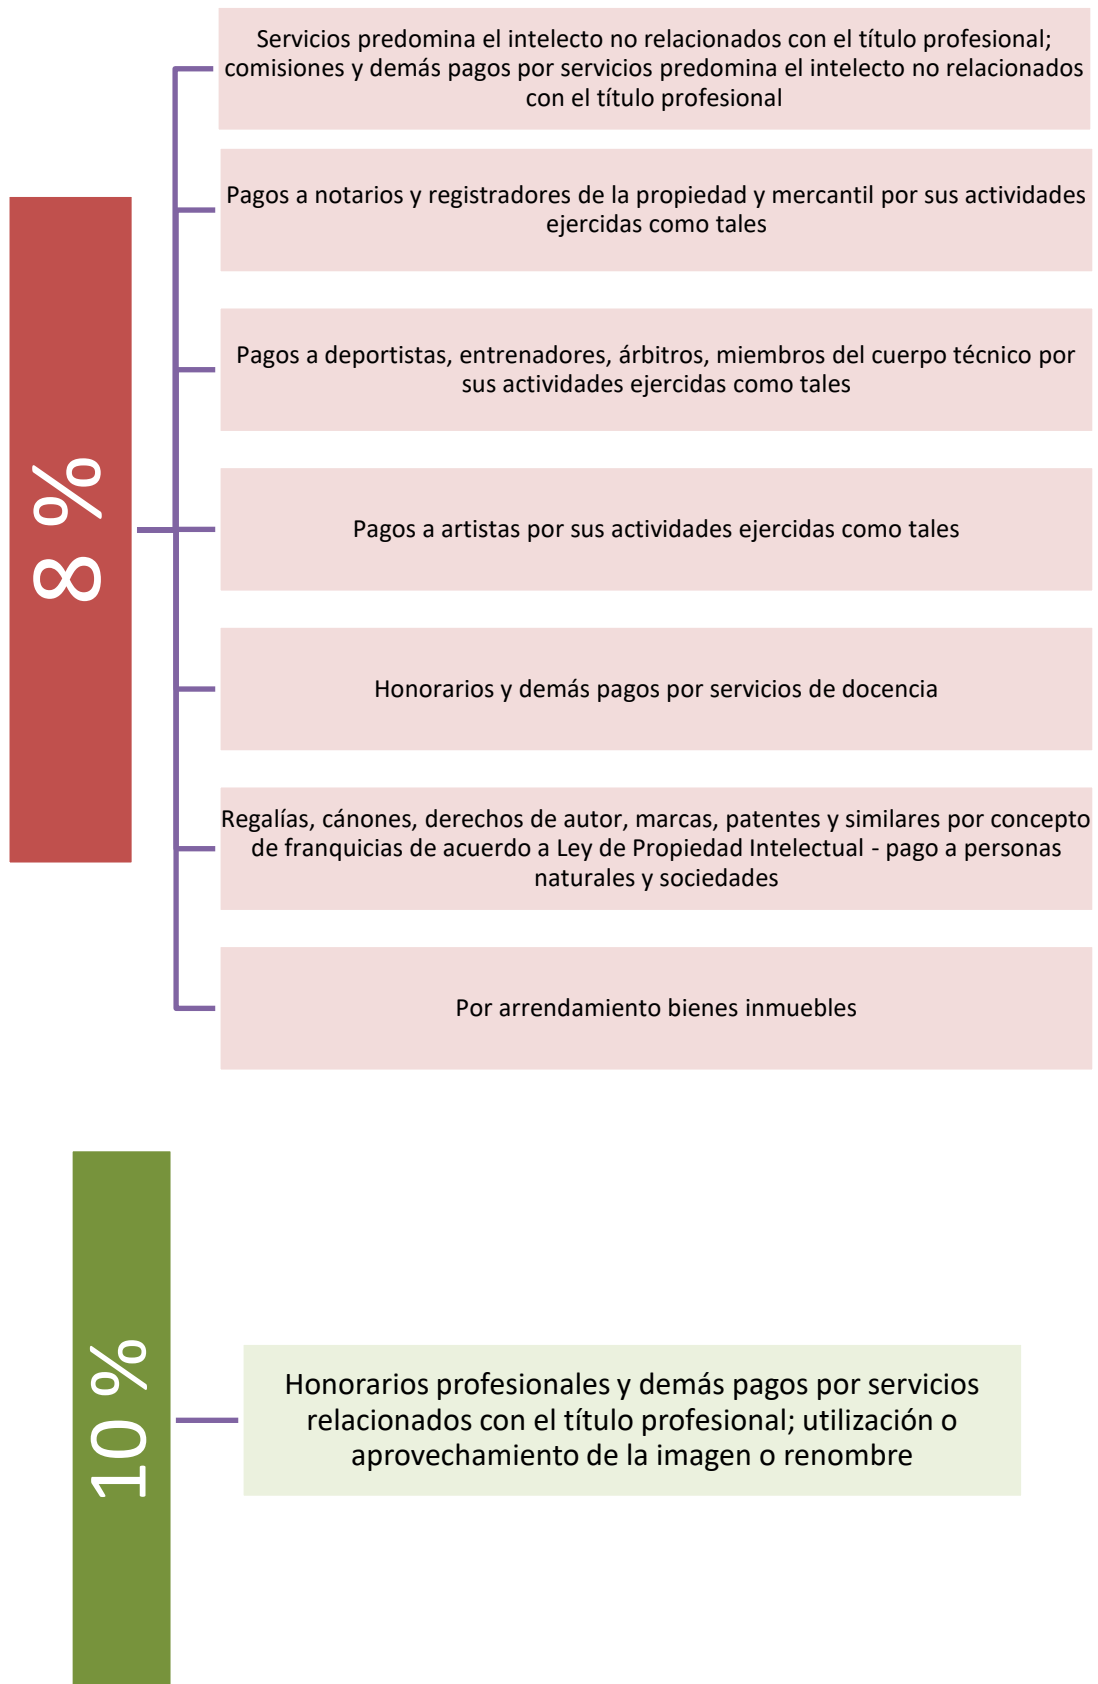 Servicios predomina el intelecto no relacionados con el título profesional;
comisiones y demás pagos por servicios predomina el intelecto no relacionados
con el título profesional
Pagos a notarios y registradores de la propiedad y mercantil por sus actividades
ejercidas como tales
Pagos a deportistas, entrenadores, árbitros, miembros del cuerpo técnico por
sus actividades ejercidas como tales
8 %
Pagos a artistas por sus actividades ejercidas como tales
Honorarios y demás pagos por servicios de docencia
Regalías, cánones, derechos de autor, marcas, patentes y similares por concepto
de franquicias de acuerdo a Ley de Propiedad Intelectual - pago a personas
naturales y sociedades
Por arrendamiento bienes inmuebles
10 %
Honorarios profesionales y demás pagos por servicios
relacionados con el título profesional; utilización o
aprovechamiento de la imagen o renombre